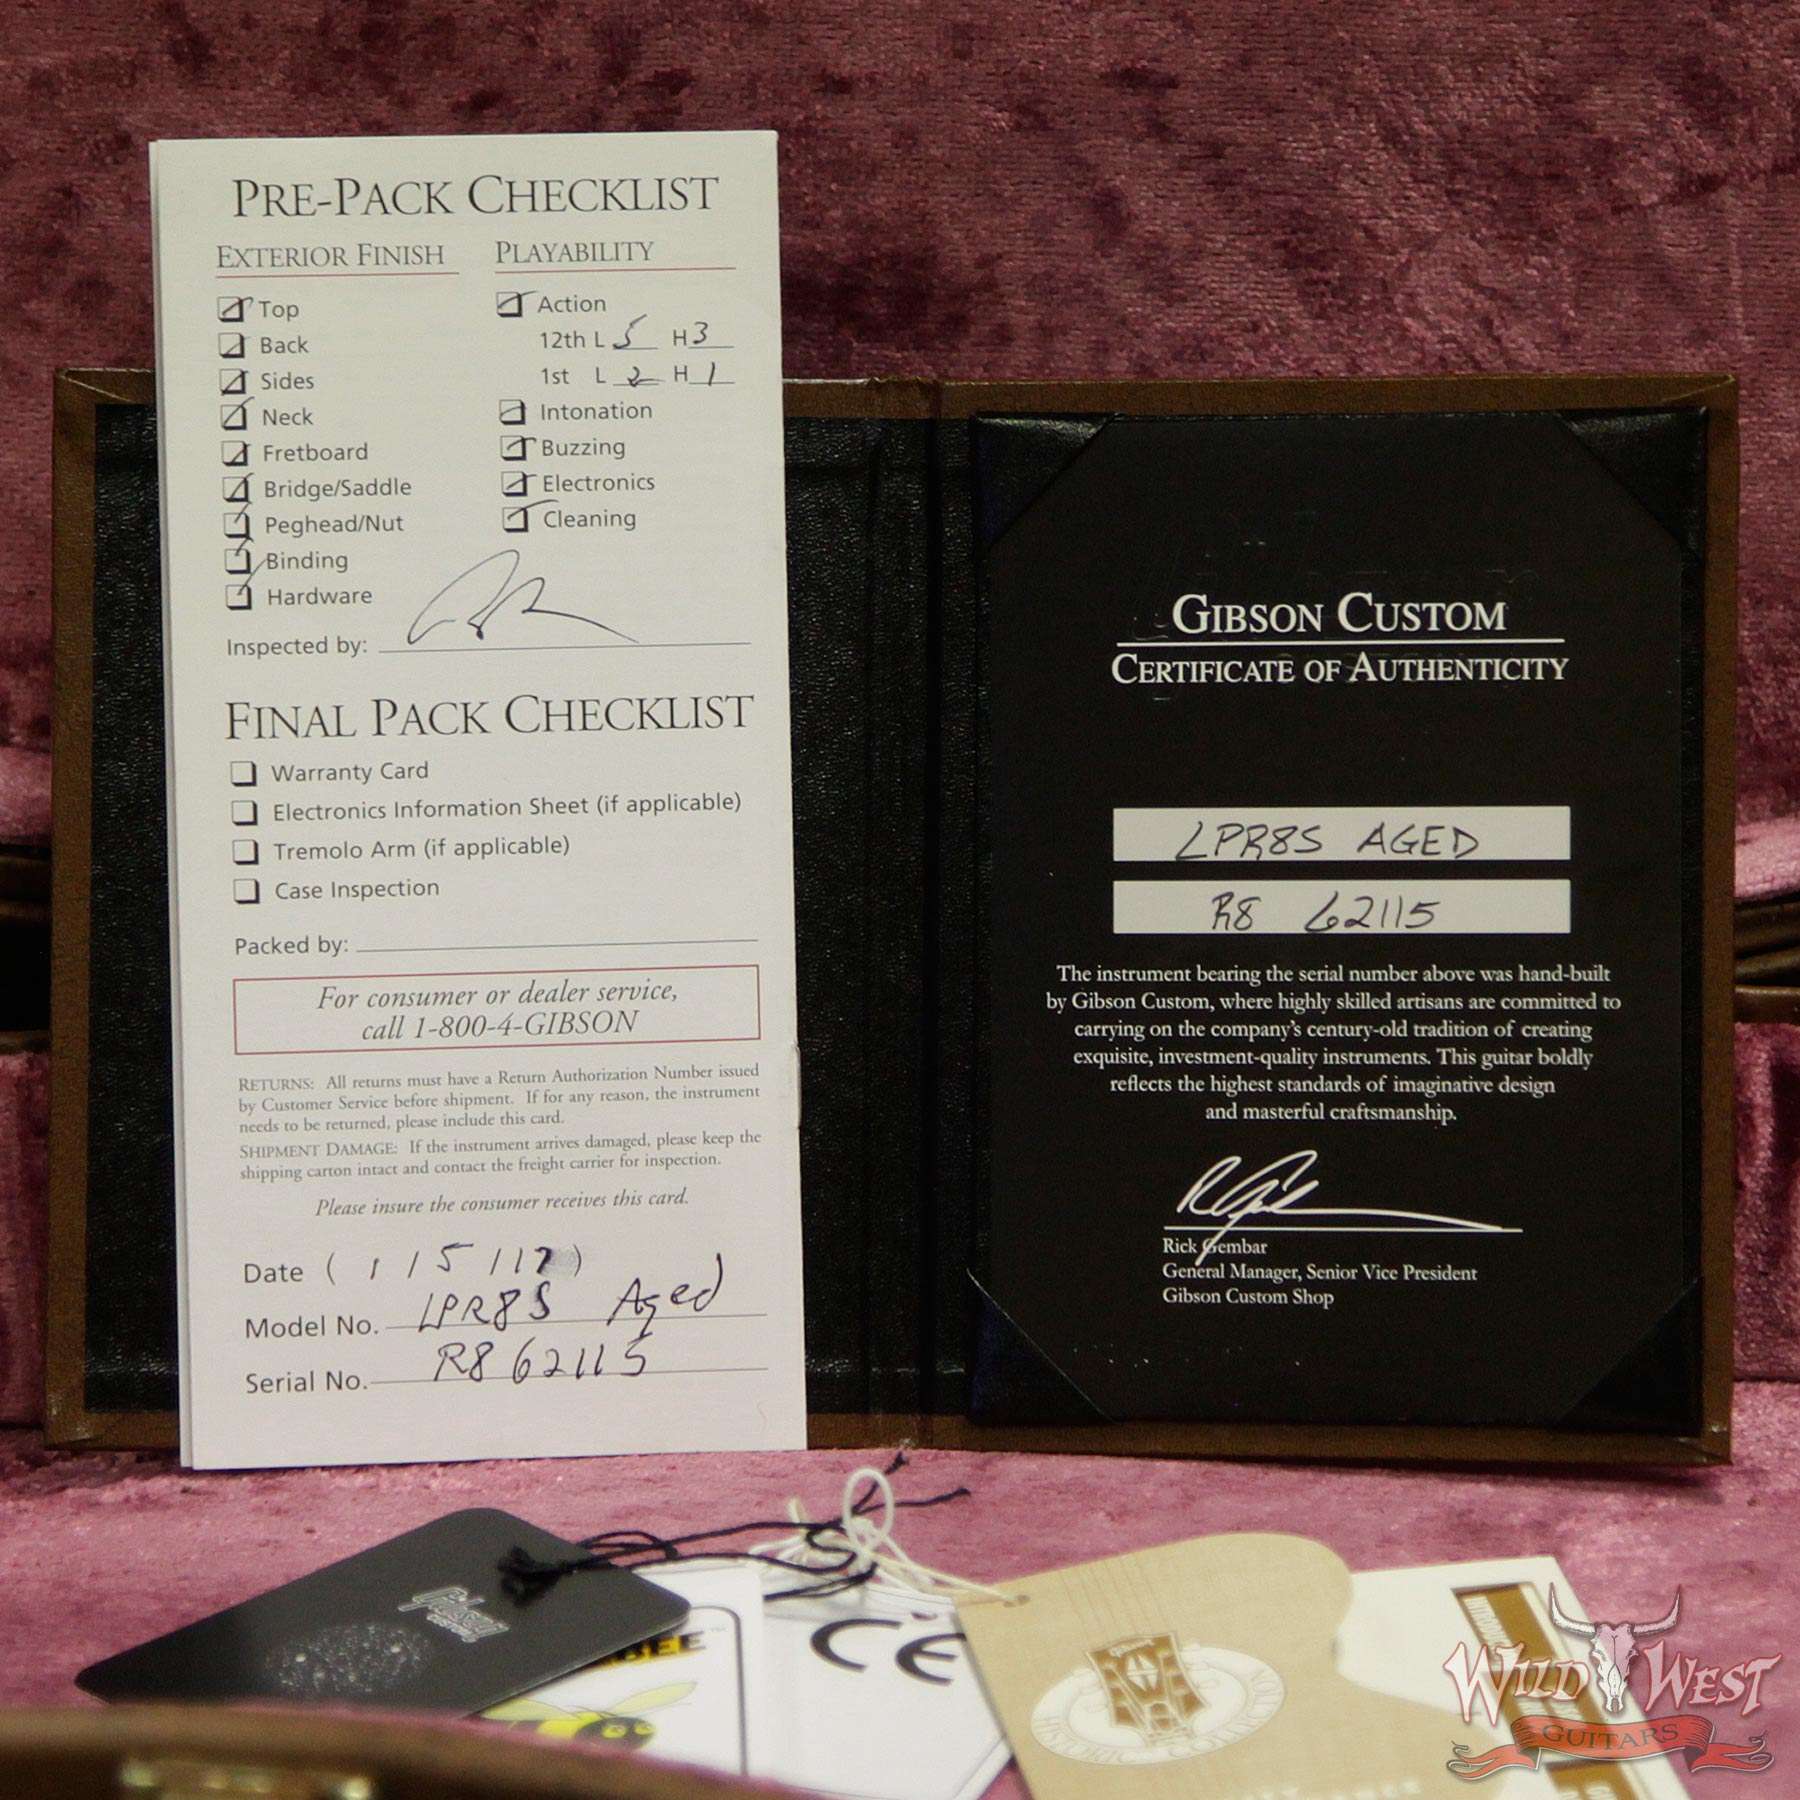 PRE-PACK CHECKLIST
EXTERIOR FINISH
Top
Back
Sides
Neck
Fretboard
Bridge/Saddle
Peghead/Nut
Binding
Hardware
PLAYABILITY
Action
12th L 5 H 3
1st L 2 H 1
Intonation
Buzzing
Electronics
Cleaning
Inspected by:
FINAL PACK CHECKLIST
Warranty Card
Electronics Information Sheet (if applicable)
Tremolo Arm (if applicable)
Case Inspection
Packed by:
For consumer or dealer service,
call 1-800-4-GIBSON
RETURNS: All returns must have a Return Authorization Number issued
by Customer Service before shipment. If for any reason, the instrument
needs to be returned, please include this card.
SHIPMENT DAMAGE: If the instrument arrives damaged, please keep the
shipping carton intact and contact the freight carrier for inspection.
Please insure the consumer receives this card.
Date ( 1 / 5 / 17 )
Model No. LPR8S Aged
Serial No. R8 62115
GIBSON CUSTOM
CERTIFICATE OF AUTHENTICITY
LPR8S AGED
R8 62115
The instrument bearing the serial number above was hand-built
by Gibson Custom, where highly skilled artisans are committed to
carrying on the company's century-old tradition of creating
exquisite, investment-quality instruments. This guitar boldly
reflects the highest standards of imaginative design
and masterful craftsmanship.
Rick Gembar
General Manager, Senior Vice President
Gibson Custom Shop
Gibson
CUSTOM
CE
WILD WEST
GUITARS